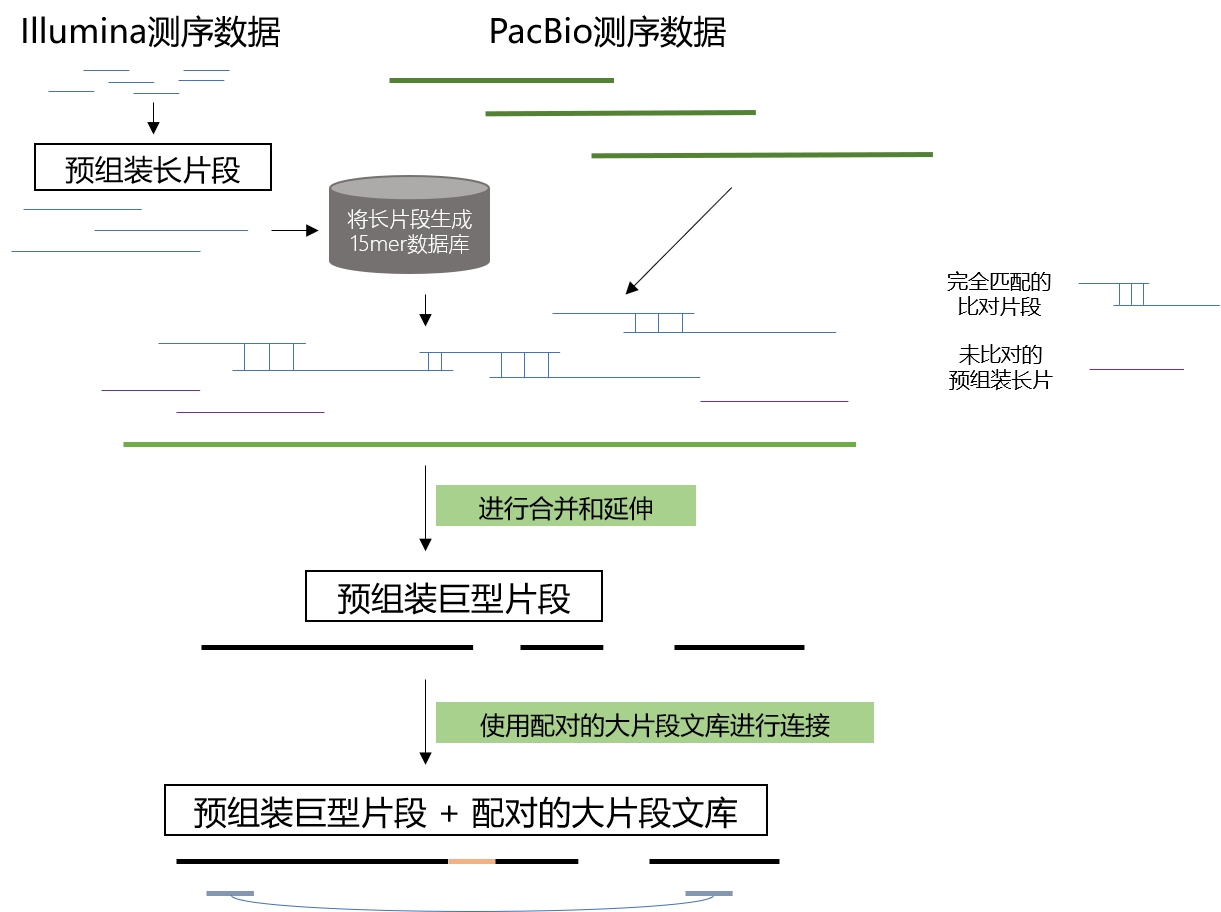 Illumina测序数据
PacBio测序数据
预组装长片段
将长片段生成
15mer数据库
完全匹配的
比对片段
未比对的
预组装长片
进行合并和延伸
预组装巨型片段
使用配对的大片段文库进行连接
预组装巨型片段 + 配对的大片段文库